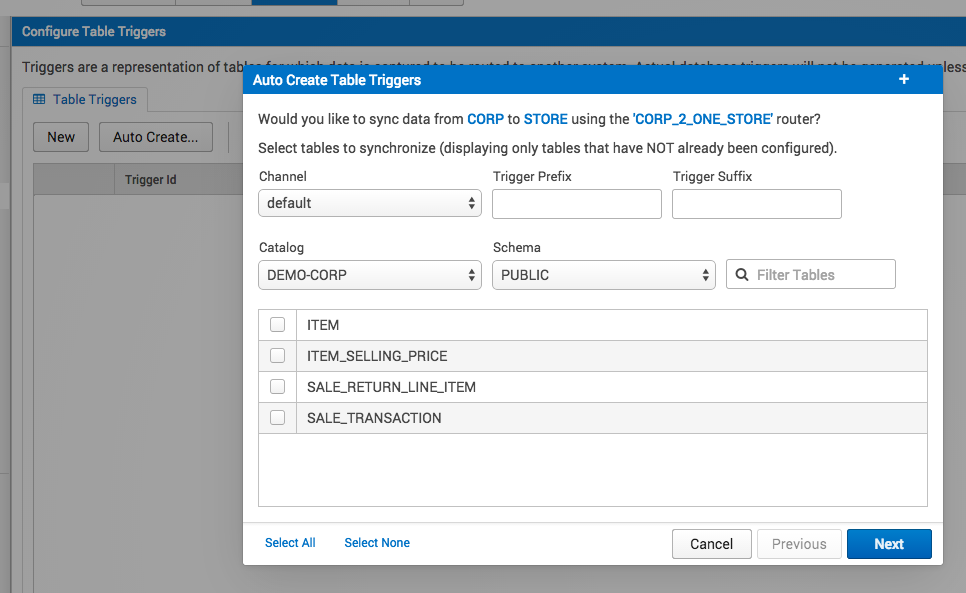 Configure Table Triggers
Triggers are a representation of tables for which data is captured to be routed to another system. Actual database triggers will not be generated unless
Auto Create Table Triggers +
Table Triggers
Would you like to sync data from CORP to STORE using the 'CORP_2_ONE_STORE' router?
New Auto Create...
Select tables to synchronize (displaying only tables that have NOT already been configured).
Trigger Id
Channel Trigger Prefix Trigger Suffix
default
Catalog Schema
DEMO-CORP PUBLIC Filter Tables
ITEM
ITEM_SELLING_PRICE
SALE_RETURN_LINE_ITEM
SALE_TRANSACTION
Select All Select None Cancel Previous Next